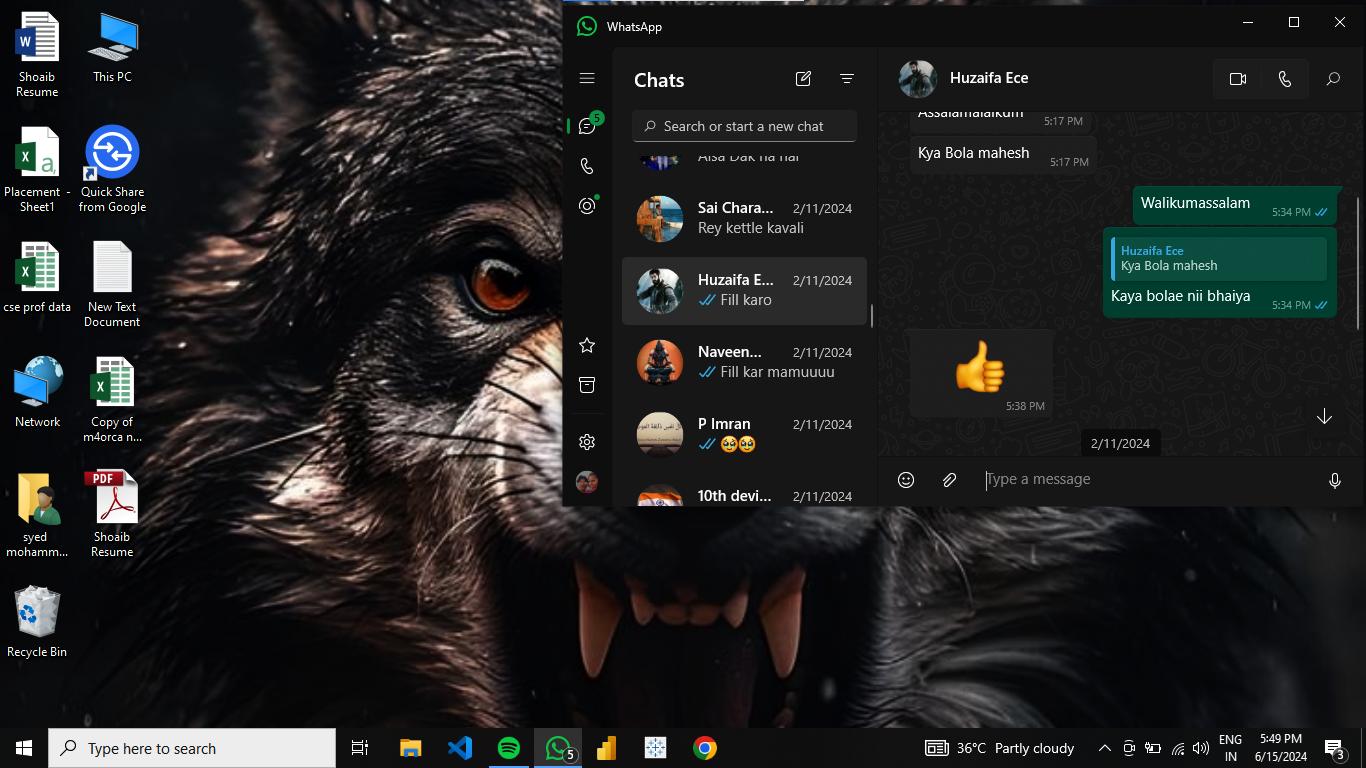 Shoaib
Resume
This PC
Placement -
Sheet1
Quick Share
from Google
cse prof data
New Text
Document
Network
Copy of
m4orca n...
syed
mohamm...
Shoaib
Resume
Recycle Bin
WhatsApp
5
Chats
Search or start a new chat
Aisa Dak na hai
Sai Chara...
2/11/2024
Rey kettle kavali
Huzaifa E...
2/11/2024
Fill karo
Naveen...
2/11/2024
Fill kar mamuuuu
P Imran
2/11/2024
10th devi...
2/11/2024
Huzaifa Ece
Assalamalaikum
5:17 PM
Kya Bola mahesh
5:17 PM
Walikumassalam
5:34 PM
Huzaifa Ece
Kya Bola mahesh
Kaya bolae nii bhaiya
5:34 PM
5:38 PM
2/11/2024
Type a message
Type here to search
5
36°C Partly cloudy
ENG
IN
5:49 PM
6/15/2024
3
PDF